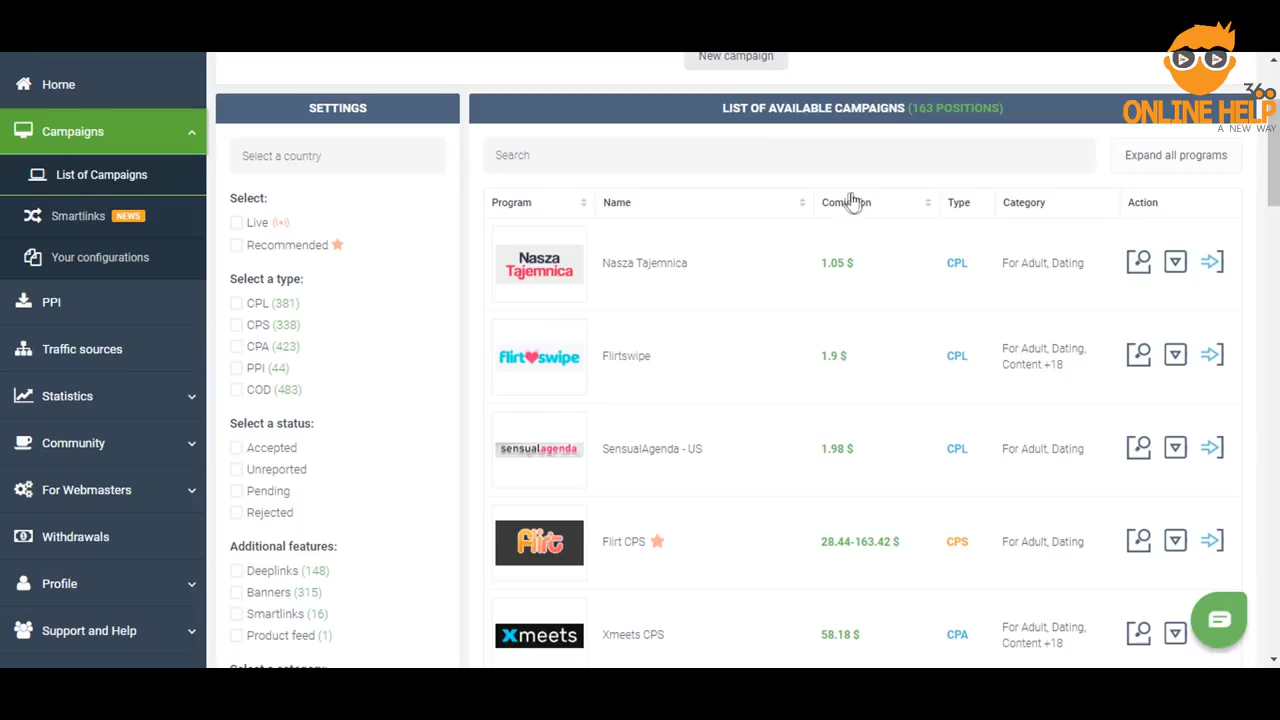 New campaign
360
ONLINE HELP
A NEW WAY
Home
Campaigns
List of Campaigns
Smartlinks NEWS
Your configurations
PPI
Traffic sources
Statistics
Community
For Webmasters
Withdrawals
Profile
Support and Help
SETTINGS
Select a country
Select:
Live
Recommended
Select a type:
CPL (381)
CPS (338)
CPA (423)
PPI (44)
COD (483)
Select a status:
Accepted
Unreported
Pending
Rejected
Additional features:
Deeplinks (148)
Banners (315)
Smartlinks (16)
Product feed (1)
LIST OF AVAILABLE CAMPAIGNS (163 POSITIONS)
Search
Expand all programs
Program Name Type Category Action
Nasza
Tajemnica
Nasza Tajemnica 1.05 $ CPL For Adult, Dating
flirt swipe
Flirtswipe 1.9 $ CPL For Adult, Dating,
Content +18
sensualagenda
SensualAgenda - US 1.98 $ CPL For Adult, Dating
Flirt
Flirt CPS 28.44-163.42 $ CPS For Adult, Dating
Xmeets
Xmeets CPS 58.18 $ CPA For Adult, Dating,
Content +18